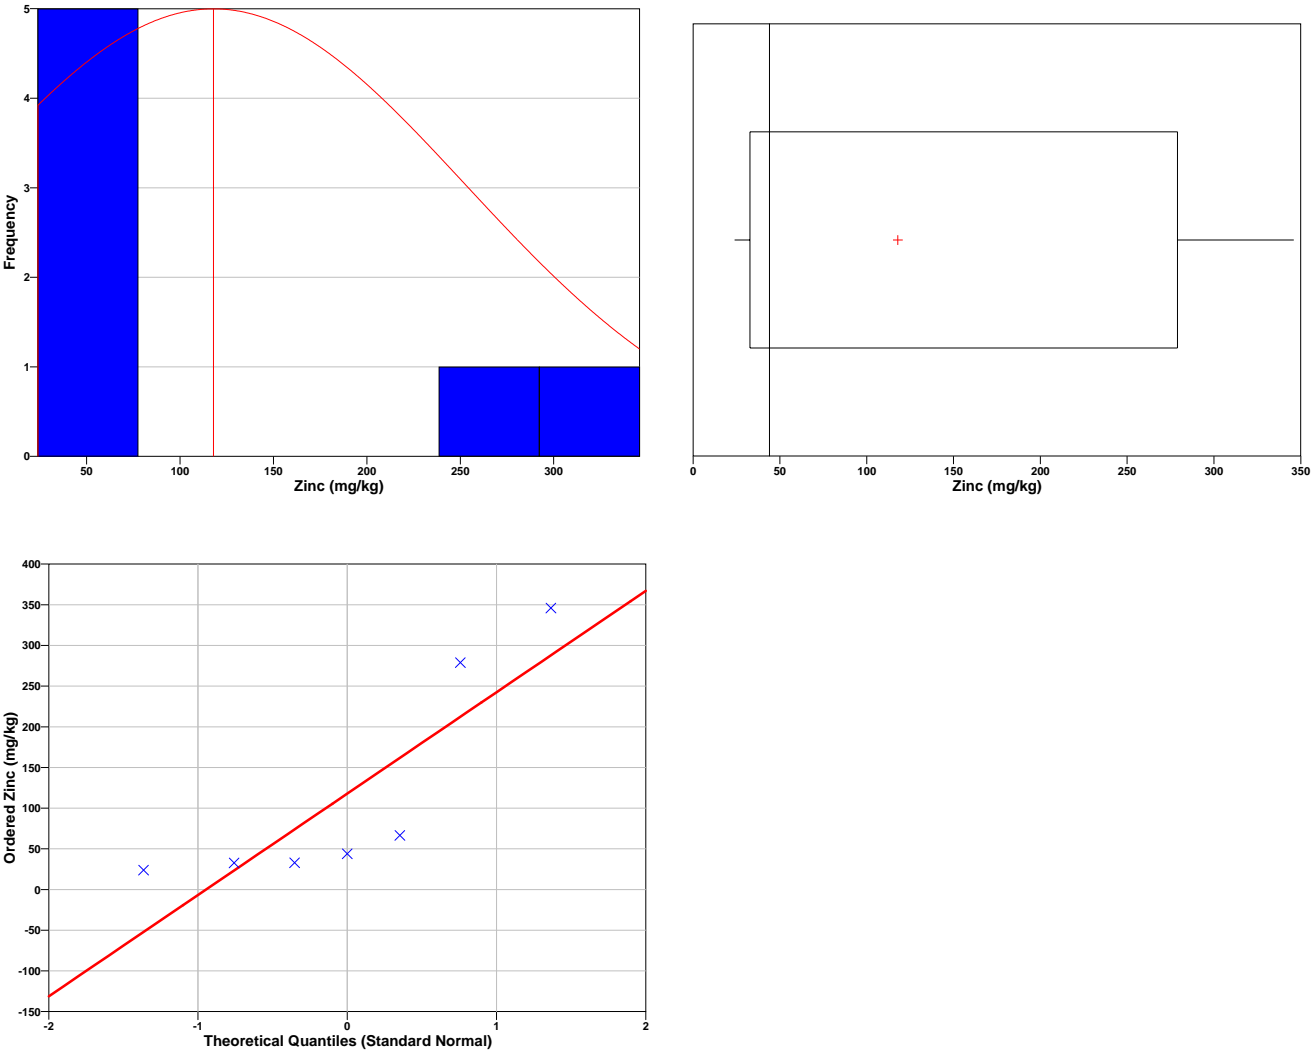 5
4
3
2
1
0
Frequency
50 100 150 200 250 300
Zinc (mg/kg)
0 50 100 150 200 250 300 350
Zinc (mg/kg)
400
350
300
250
200
150
100
50
0
-50
-100
-150
Ordered Zinc (mg/kg)
-2 -1 0 1 2
Theoretical Quantiles (Standard Normal)